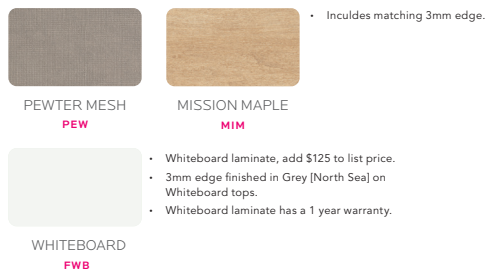 • Inculdes matching 3mm edge.
PEWTER MESH
PEW
MISSION MAPLE
MIM
• Whiteboard laminate, add $125 to list price.
• 3mm edge finished in Grey [North Sea] on
Whiteboard tops.
• Whiteboard laminate has a 1 year warranty.
WHITEBOARD
FWB